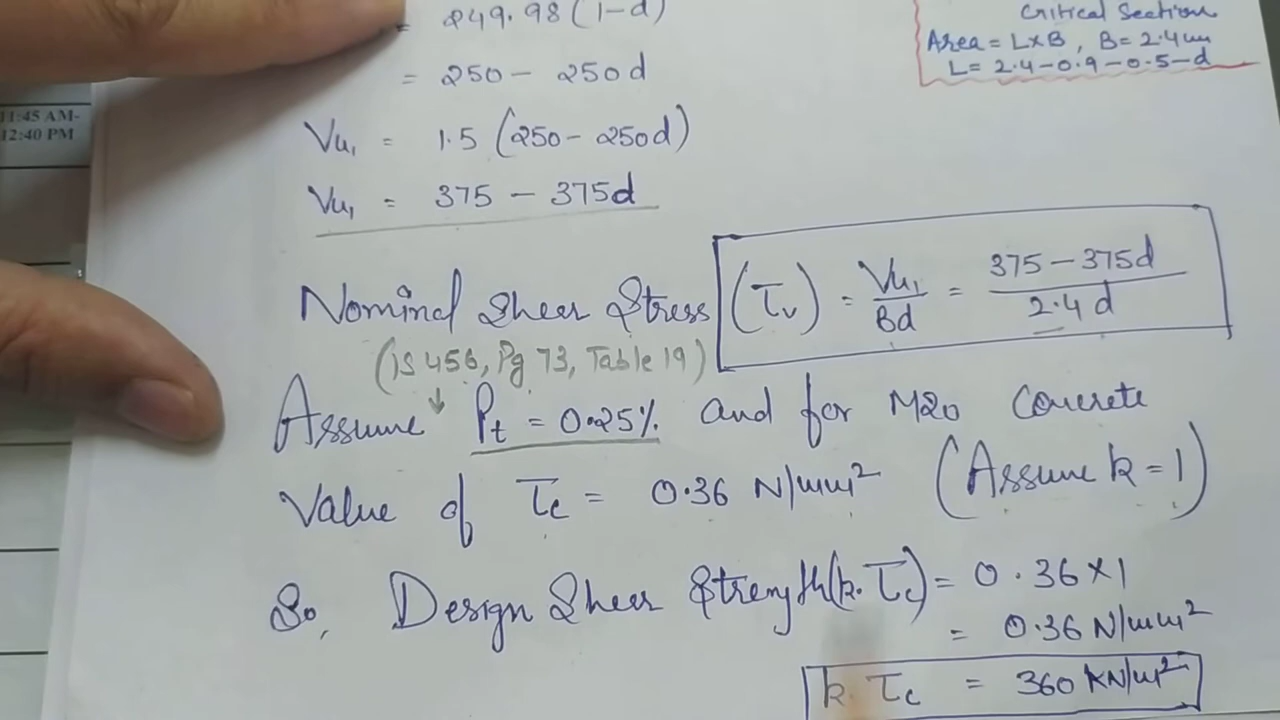 = 249.98 (1-d)
Critical Section
Area = L×B , B = 2.4m
L = 2.4-0.9-0.5-d
= 250 - 250d
11:45 AM-
12:40 PM
Vu₁ = 1.5 (250 - 250d)
Vu₁ = 375 - 375d
Nominal Shear Stress (τv) = Vu₁/Bd = 375-375d/2.4d
(IS 456, Pg 73, Table 19)
Assume ↓ Pt = 0.25% and for M20 Concrete
Value of τc = 0.36 N/mm² (Assume k = 1)
So, Design Shear Strength (k.τc) = 0.36 × 1
= 0.36 N/mm²
k. τc = 360 kN/m²